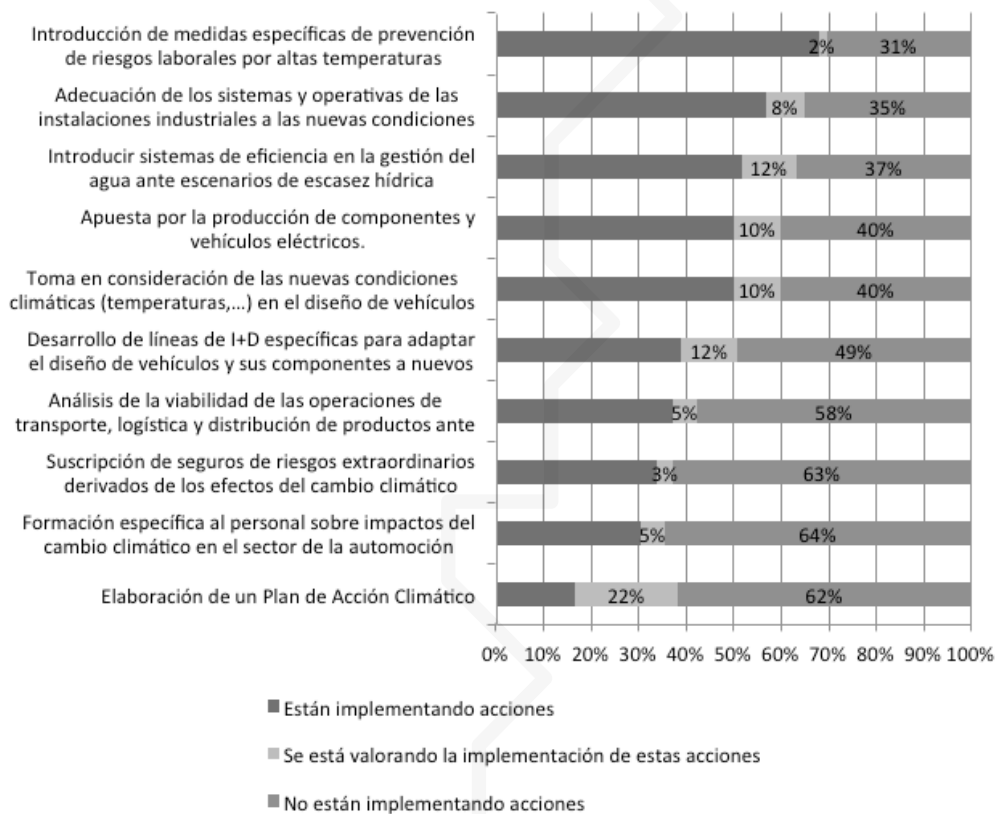 Introducción de medidas específicas de prevención
de riesgos laborales por altas temperaturas
2% 31%
Adecuación de los sistemas y operativas de las
instalaciones industriales a las nuevas condiciones
8% 35%
Introducir sistemas de eficiencia en la gestión del
agua ante escenarios de escasez hídrica
12% 37%
Apuesta por la producción de componentes y
vehículos eléctricos.
10% 40%
Toma en consideración de las nuevas condiciones
climáticas (temperaturas,...) en el diseño de vehículos
10% 40%
Desarrollo de líneas de I+D específicas para adaptar
el diseño de vehículos y sus componentes a nuevos
12% 49%
Análisis de la viabilidad de las operaciones de
transporte, logística y distribución de productos ante
5% 58%
Suscripción de seguros de riesgos extraordinarios
derivados de los efectos del cambio climático
3% 63%
Formación específica al personal sobre impactos del
cambio climático en el sector de la automoción
5% 64%
Elaboración de un Plan de Acción Climático
22% 62%
0% 10% 20% 30% 40% 50% 60% 70% 80% 90% 100%
Están implementando acciones
Se está valorando la implementación de estas acciones
No están implementando acciones